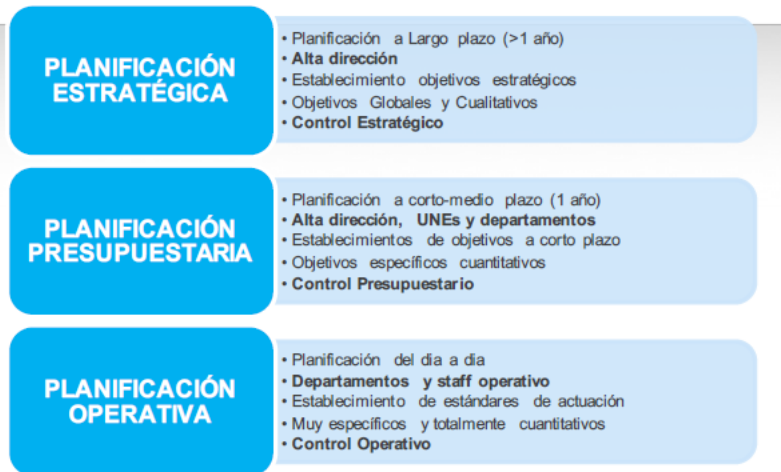 PLANIFICACIÓN
ESTRATÉGICA
• Planificación a Largo plazo (>1 año)
• Alta dirección
• Establecimiento objetivos estratégicos
• Objetivos Globales y Cualitativos
• Control Estratégico
PLANIFICACIÓN
PRESUPUESTARIA
• Planificación a corto-medio plazo (1 año)
• Alta dirección, UNEs y departamentos
• Establecimientos de objetivos a corto plazo
• Objetivos específicos cuantitativos
• Control Presupuestario
PLANIFICACIÓN
OPERATIVA
• Planificación del dia a dia
• Departamentos y staff operativo
• Establecimiento de estándares de actuación
• Muy específicos y totalmente cuantitativos
• Control Operativo